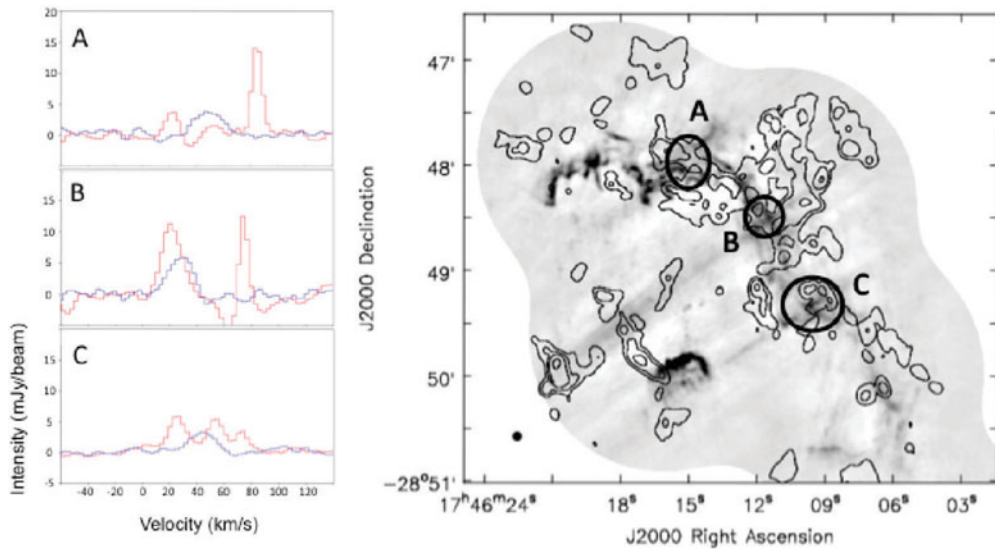 A
20
15
10
5
0
-5
B
15
10
5
0
C
15
10
5
0
-5
-40 -20 0 20 40 60 80 100 120
Intensity (mJy/beam)
Velocity (km/s)
J2000 Declination
47'
48'
49'
50'
-28°51'
A
B
C
17ʰ46ᵐ24ˢ 18ˢ 15ˢ 12ˢ 09ˢ 06ˢ 03ˢ
J2000 Right Ascension